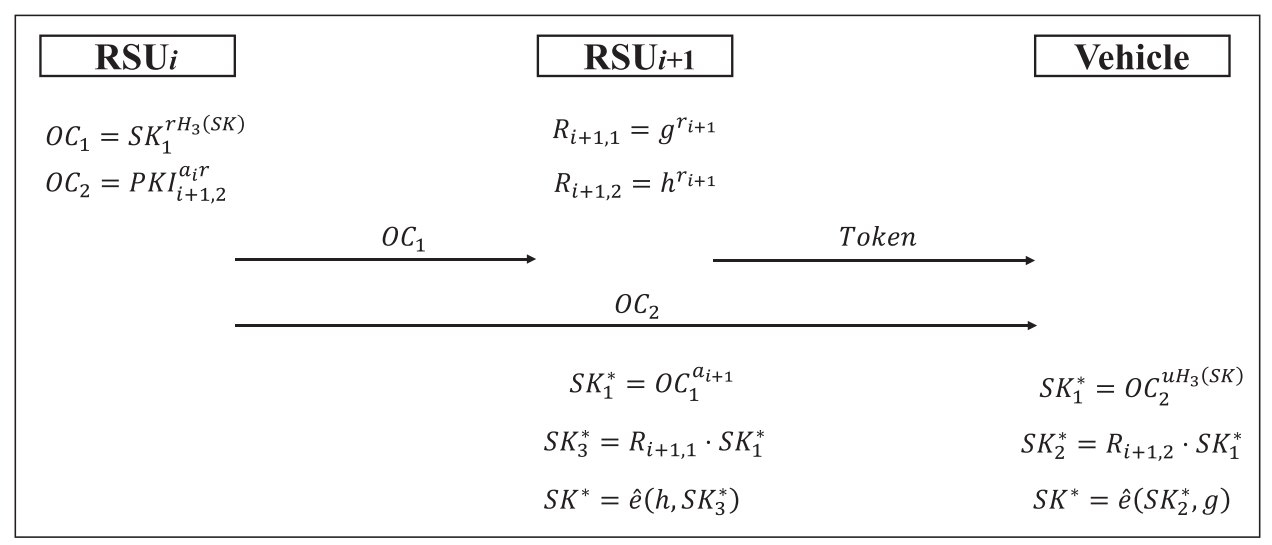 RSUi RSUi+1 Vehicle
OC₁ = SK₁^{rH₃(SK)} R_{i+1,1} = g^{r_{i+1}}
OC₂ = PKI_{i+1,2}^{a_i r} R_{i+1,2} = h^{r_{i+1}}
OC₁ Token
OC₂
SK₁* = OC₁^{a_{i+1}} SK₁* = OC₂^{uH₃(SK)}
SK₃* = R_{i+1,1} · SK₁* SK₂* = R_{i+1,2} · SK₁*
SK* = ê(h, SK₃*) SK* = ê(SK₂*, g)